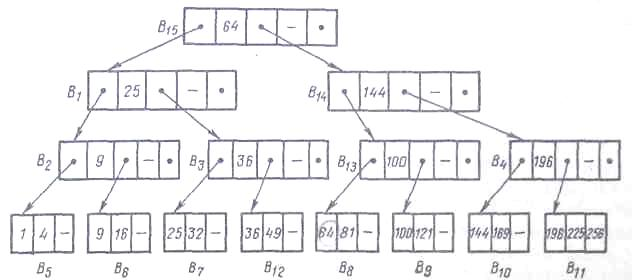 B15 64 –
B1 25 –
B14 144 –
B2 9 –
B3 36 –
B13 100 –
B4 196 –
1 4 –
9 16 –
25 32 –
36 49 –
64 81 –
100 121 –
144 169 –
196 225 256
B5 B6 B7 B12 B8 B9 B10 B11